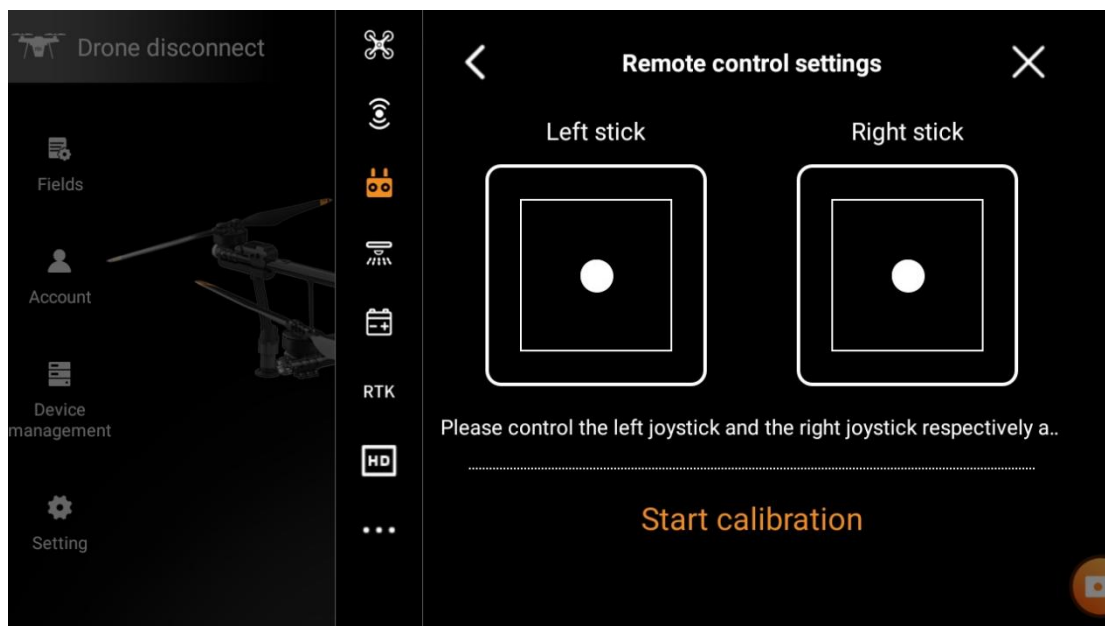 Drone disconnect
Fields
Account
Device
management
Setting
RTK
HD
Remote control settings
Left stick
Right stick
Please control the left joystick and the right joystick respectively a..
Start calibration